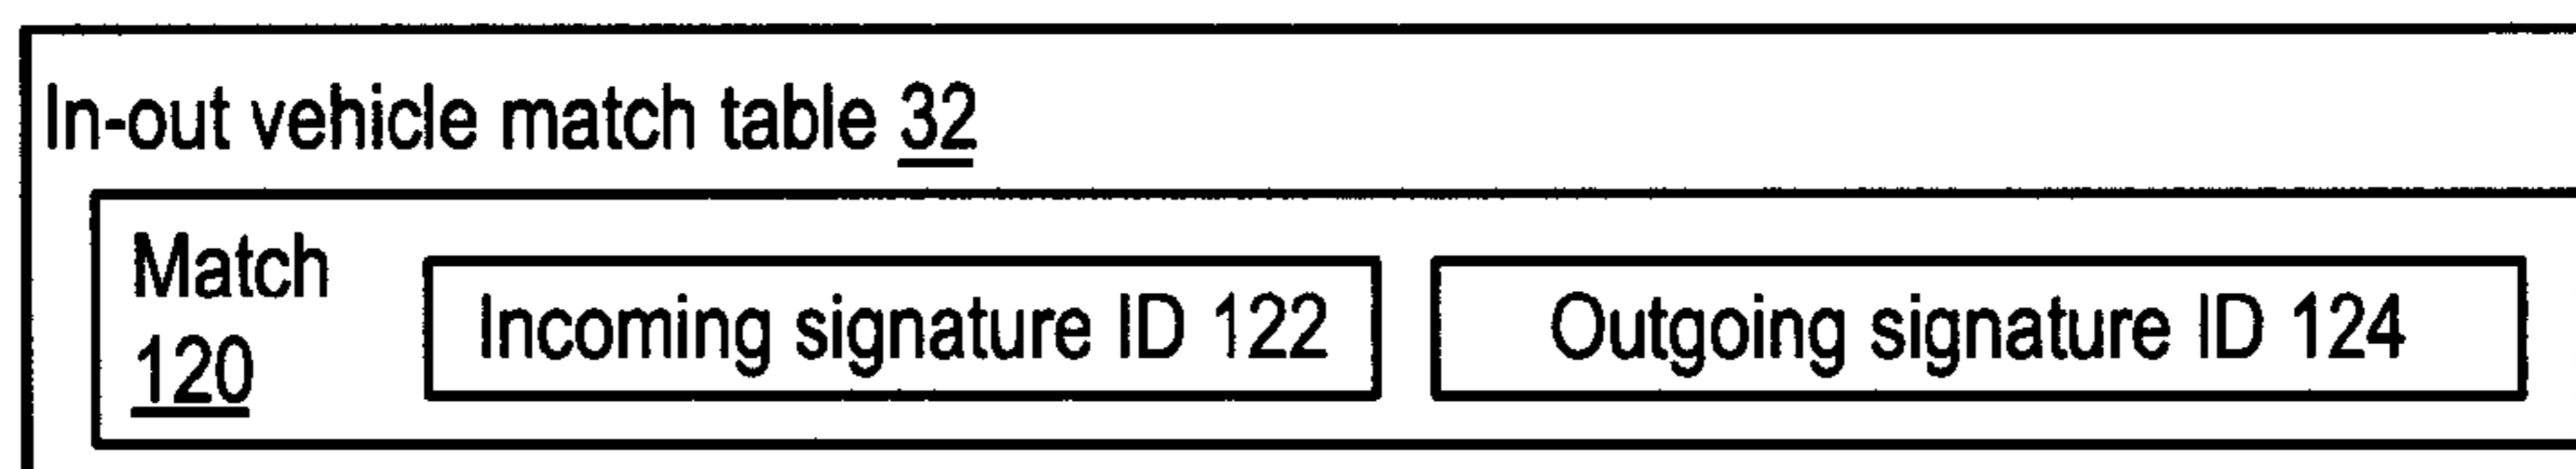 In-out vehicle match table 32
Match
120
Incoming signature ID 122
Outgoing signature ID 124